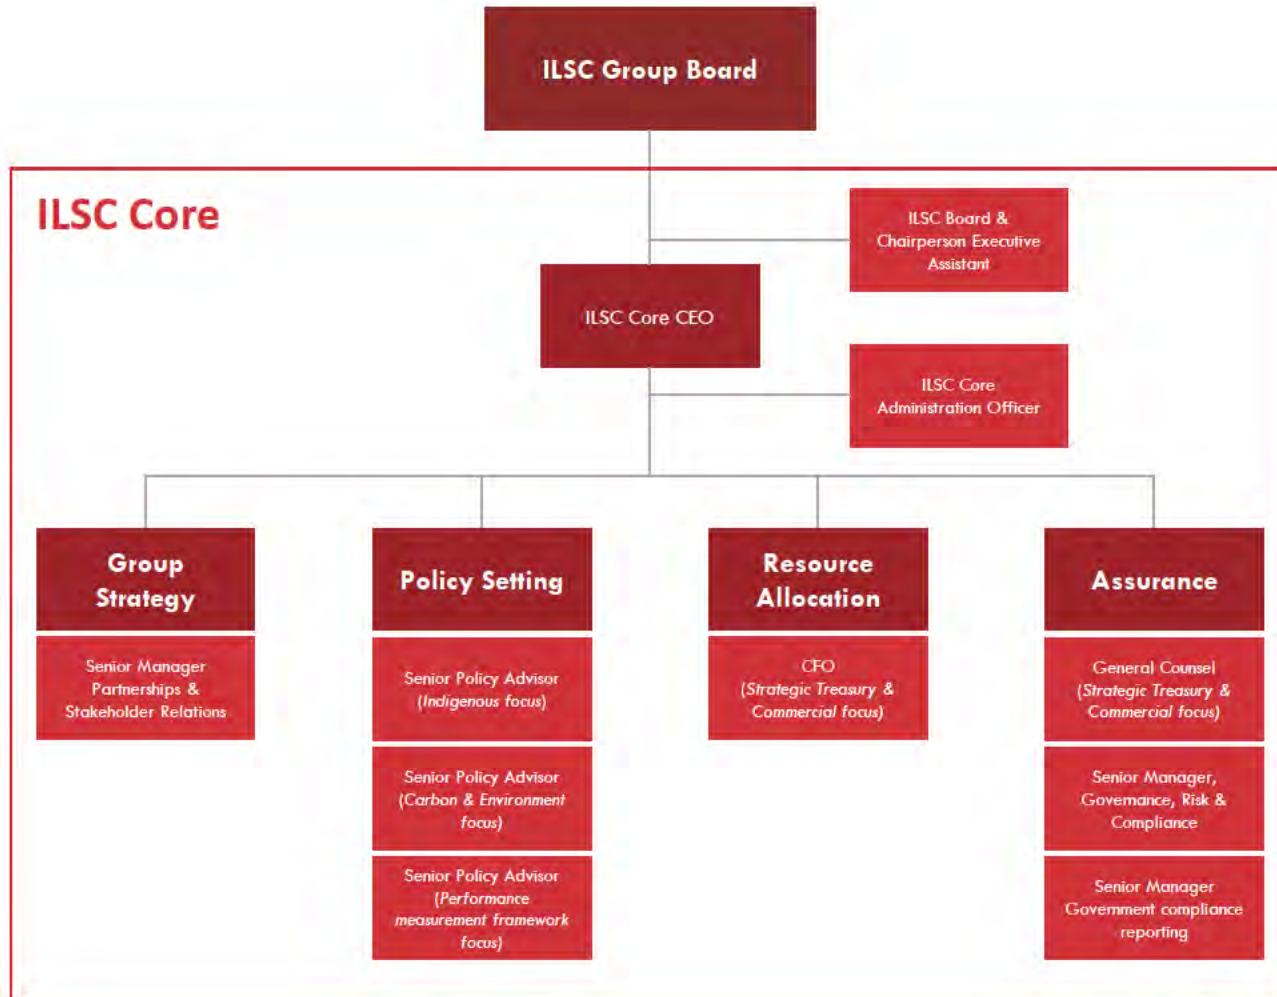 ILSC Group Board
ILSC Core
ILSC Board &
Chairperson Executive
Assistant
ILSC Core CEO
ILSC Core
Administration Officer
Group
Strategy
Senior Manager
Partnerships &
Stakeholder Relations
Policy Setting
Senior Policy Advisor
(Indigenous focus)
Senior Policy Advisor
(Carbon & Environment
focus)
Senior Policy Advisor
(Performance
measurement framework
focus)
Resource
Allocation
CFO
(Strategic Treasury &
Commercial focus)
Assurance
General Counsel
(Strategic Treasury &
Commercial focus)
Senior Manager,
Governance, Risk &
Compliance
Senior Manager
Government compliance
reporting